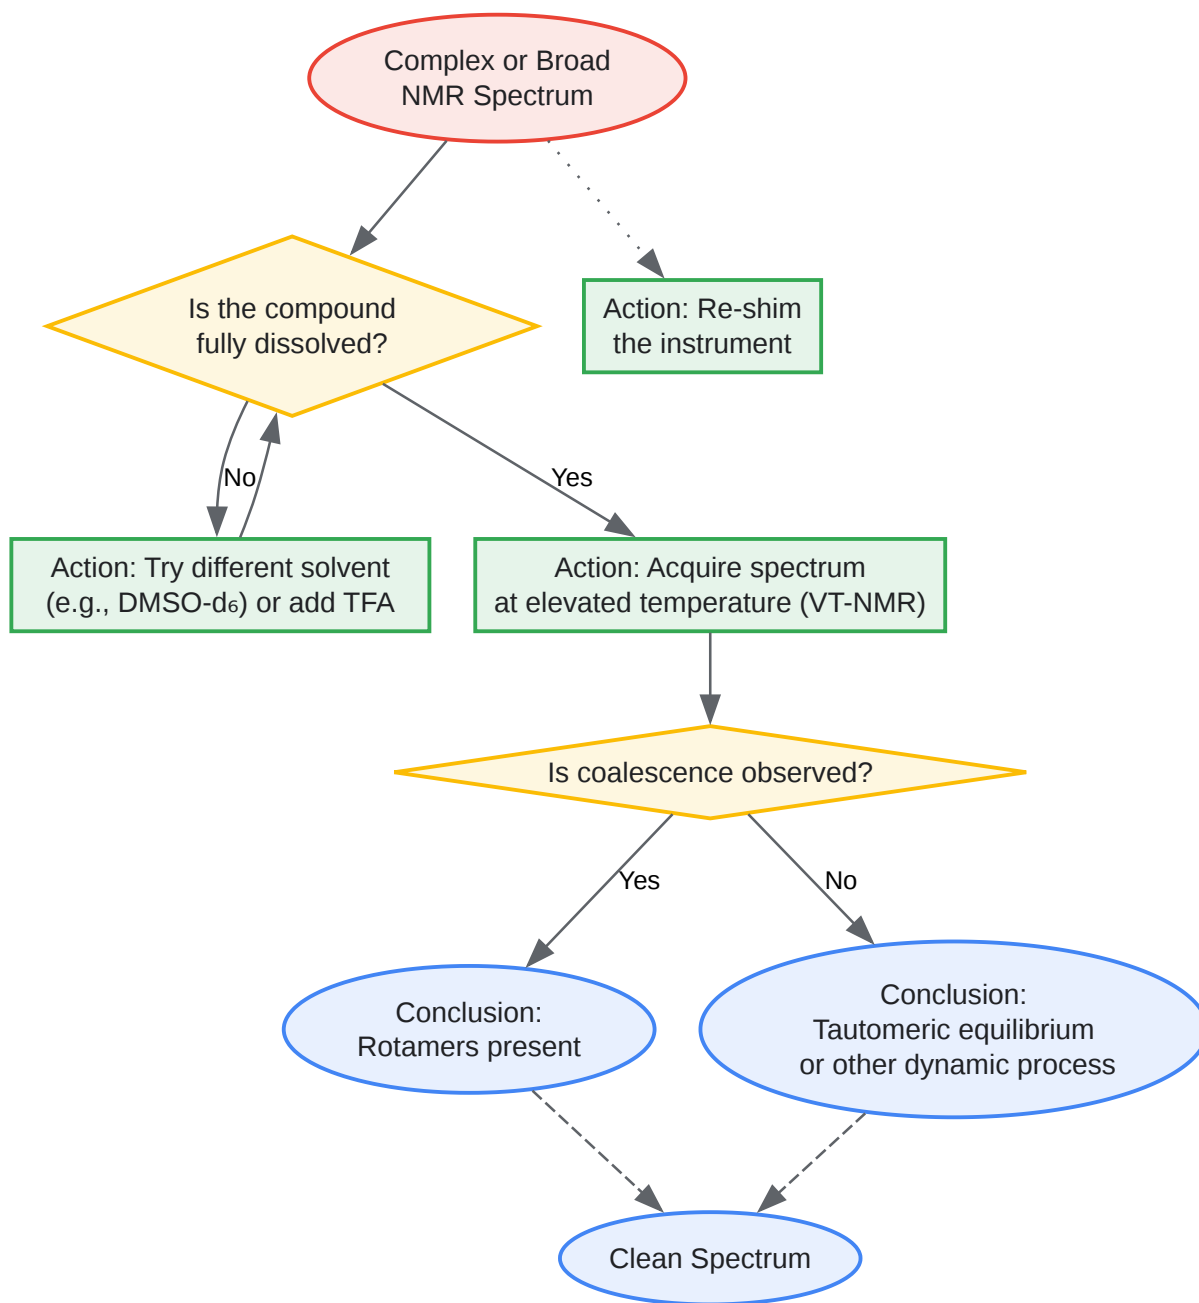 Complex or Broad
NMR Spectrum
Is the compound
fully dissolved?
Action: Re-shim
the instrument
No
Yes
Action: Try different solvent
(e.g., DMSO-d₆) or add TFA
Action: Acquire spectrum
at elevated temperature (VT-NMR)
Is coalescence observed?
Yes
No
Conclusion:
Rotamers present
Conclusion:
Tautomeric equilibrium
or other dynamic process
Clean Spectrum